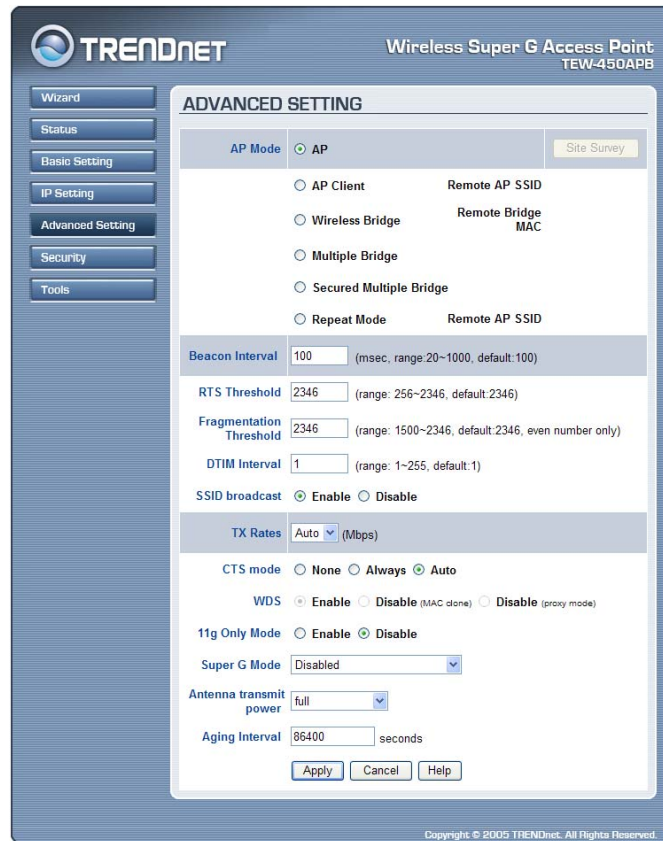 TRENDNET
Wireless Super G Access Point
TEW-450APB
Wizard
Status
Basic Setting
IP Setting
Advanced Setting
Security
Tools
ADVANCED SETTING
AP Mode AP Site Survey
AP Client Remote AP SSID
Wireless Bridge Remote Bridge MAC
Multiple Bridge
Secured Multiple Bridge
Repeat Mode Remote AP SSID
Beacon Interval 100 (msec, range:20~1000, default:100)
RTS Threshold 2346 (range: 256~2346, default:2346)
Fragmentation Threshold 2346 (range: 1500~2346, default:2346, even number only)
DTIM Interval 1 (range: 1~255, default:1)
SSID broadcast Enable Disable
TX Rates Auto (Mbps)
CTS mode None Always Auto
WDS Enable Disable (MAC clone) Disable (proxy mode)
11g Only Mode Enable Disable
Super G Mode Disabled
Antenna transmit power full
Aging Interval 86400 seconds
Apply Cancel Help
Copyright © 2005 TRENDnet. All Rights Reserved.